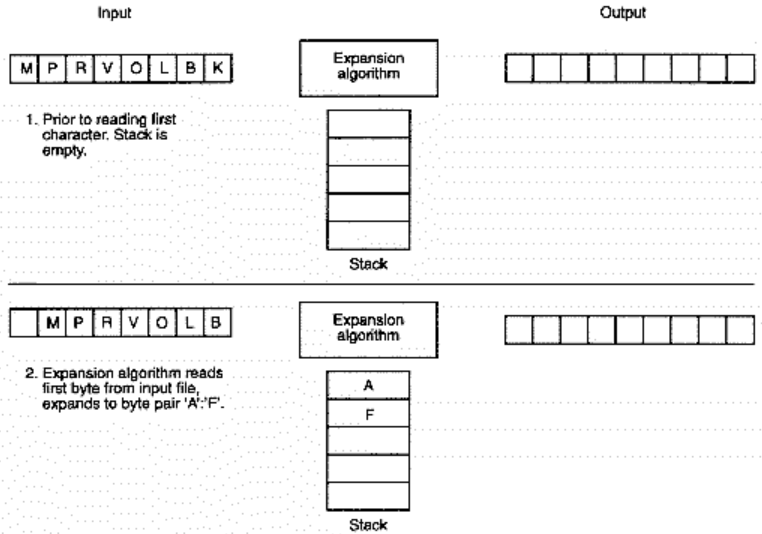 Input
Output
M P R V O L B K
Expansion
algorithm
1. Prior to reading first
character. Stack is
empty.
Stack
M P R V O L B
Expansion
algorithm
2. Expansion algorithm reads
first byte from input file,
expands to byte pair 'A':'F'.
A
F
Stack